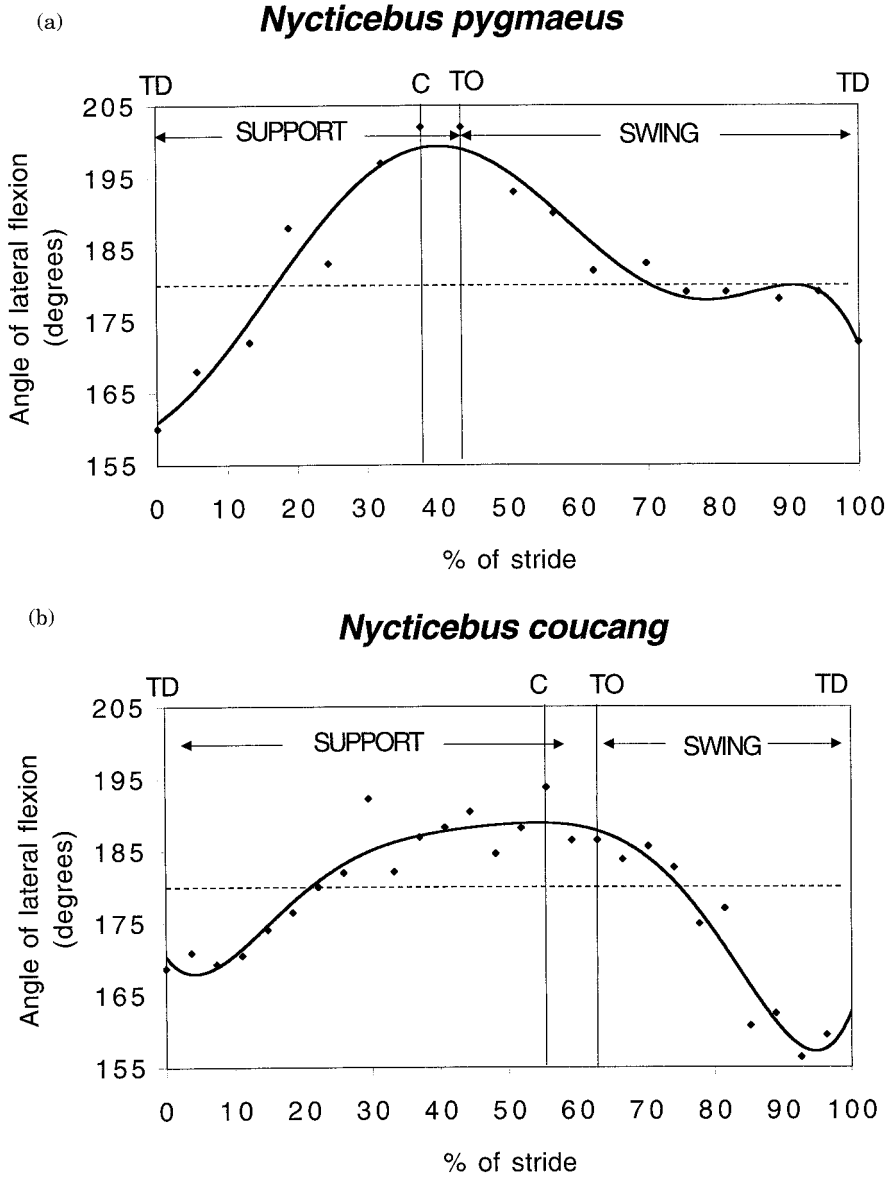 (a)
Nycticebus pygmaeus
TD C TO TD
205
SUPPORT SWING
195
185
175
165
155
Angle of lateral flexion
(degrees)
0 10 20 30 40 50 60 70 80 90 100
% of stride
(b)
Nycticebus coucang
TD C TO TD
205
SUPPORT SWING
195
185
175
165
155
Angle of lateral flexion
(degrees)
0 10 20 30 40 50 60 70 80 90 100
% of stride